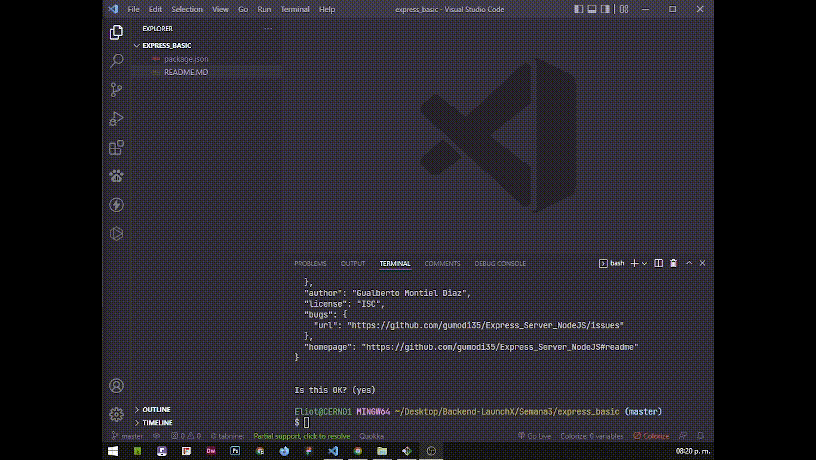 File Edit Selection View Go Run Terminal Help express_basic - Visual Studio Code
EXPLORER
EXPRESS_BASIC
package.json
README.MD
PROBLEMS OUTPUT TERMINAL COMMENTS DEBUG CONSOLE bash
},
"author": "Gualberto Montiel Diaz",
"license": "ISC",
"bugs": {
"url": "https://github.com/gumodi35/Express_Server_NodeJS/issues"
},
"homepage": "https://github.com/gumodi35/Express_Server_NodeJS#readme"
}
Is this OK? (yes)
Eliot@CERNO1 MINGW64 ~/Desktop/Backend-LaunchX/Semana3/express_basic (master)
$
OUTLINE
TIMELINE
master 0 0 tabnine: Partial support, click to resolve Quokka Go Live Colorize: 0 variables Colorize
Dw Ps 08:20 p. m.